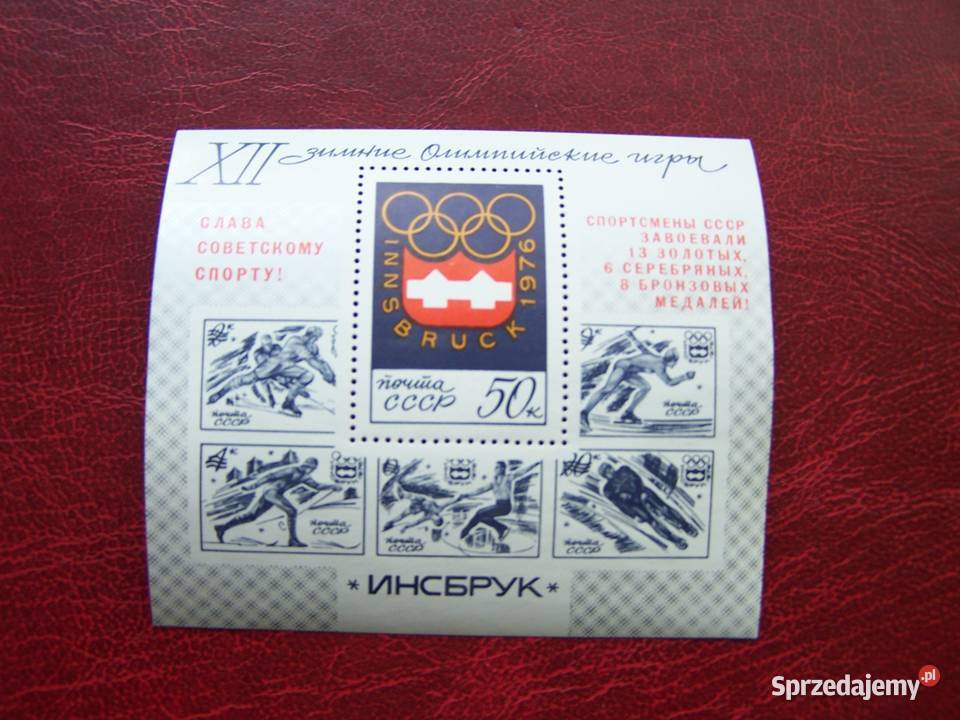 XII зимние Олимпийские игры
СЛАВА
СОВЕТСКОМУ
СПОРТУ!
СПОРТСМЕНЫ СССР
ЗАВОЕВАЛИ
13 ЗОЛОТЫХ,
6 СЕРЕБРЯНЫХ,
8 БРОНЗОВЫХ
МЕДАЛЕЙ!
INNSBRUCK 1976
почта
СССР 50к
почта
СССР
почта
СССР
почта
СССР
почта
СССР
почта
СССР
* ИНСБРУК *
Sprzedajemy.pl